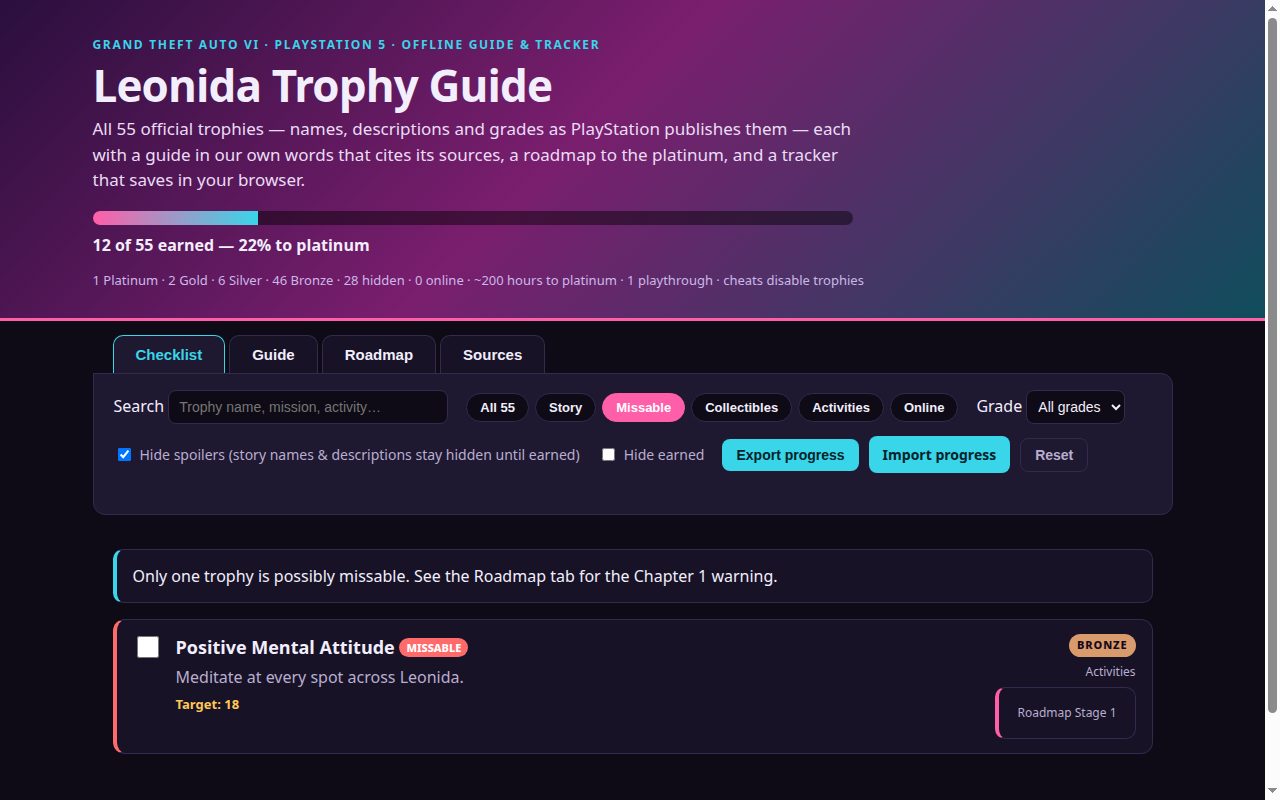 GRAND THEFT AUTO VI · PLAYSTATION 5 · OFFLINE GUIDE & TRACKER
Leonida Trophy Guide
All 55 official trophies — names, descriptions and grades as PlayStation publishes them — each
with a guide in our own words that cites its sources, a roadmap to the platinum, and a tracker
that saves in your browser.
12 of 55 earned — 22% to platinum
1 Platinum · 2 Gold · 6 Silver · 46 Bronze · 28 hidden · 0 online · ~200 hours to platinum · 1 playthrough · cheats disable trophies
Checklist Guide Roadmap Sources
Search Trophy name, mission, activity… All 55 Story Missable Collectibles Activities Online Grade All grades
Hide spoilers (story names & descriptions stay hidden until earned) Hide earned Export progress Import progress Reset
Only one trophy is possibly missable. See the Roadmap tab for the Chapter 1 warning.
Positive Mental Attitude MISSABLE
Meditate at every spot across Leonida.
Target: 18
BRONZE
Activities
Roadmap Stage 1